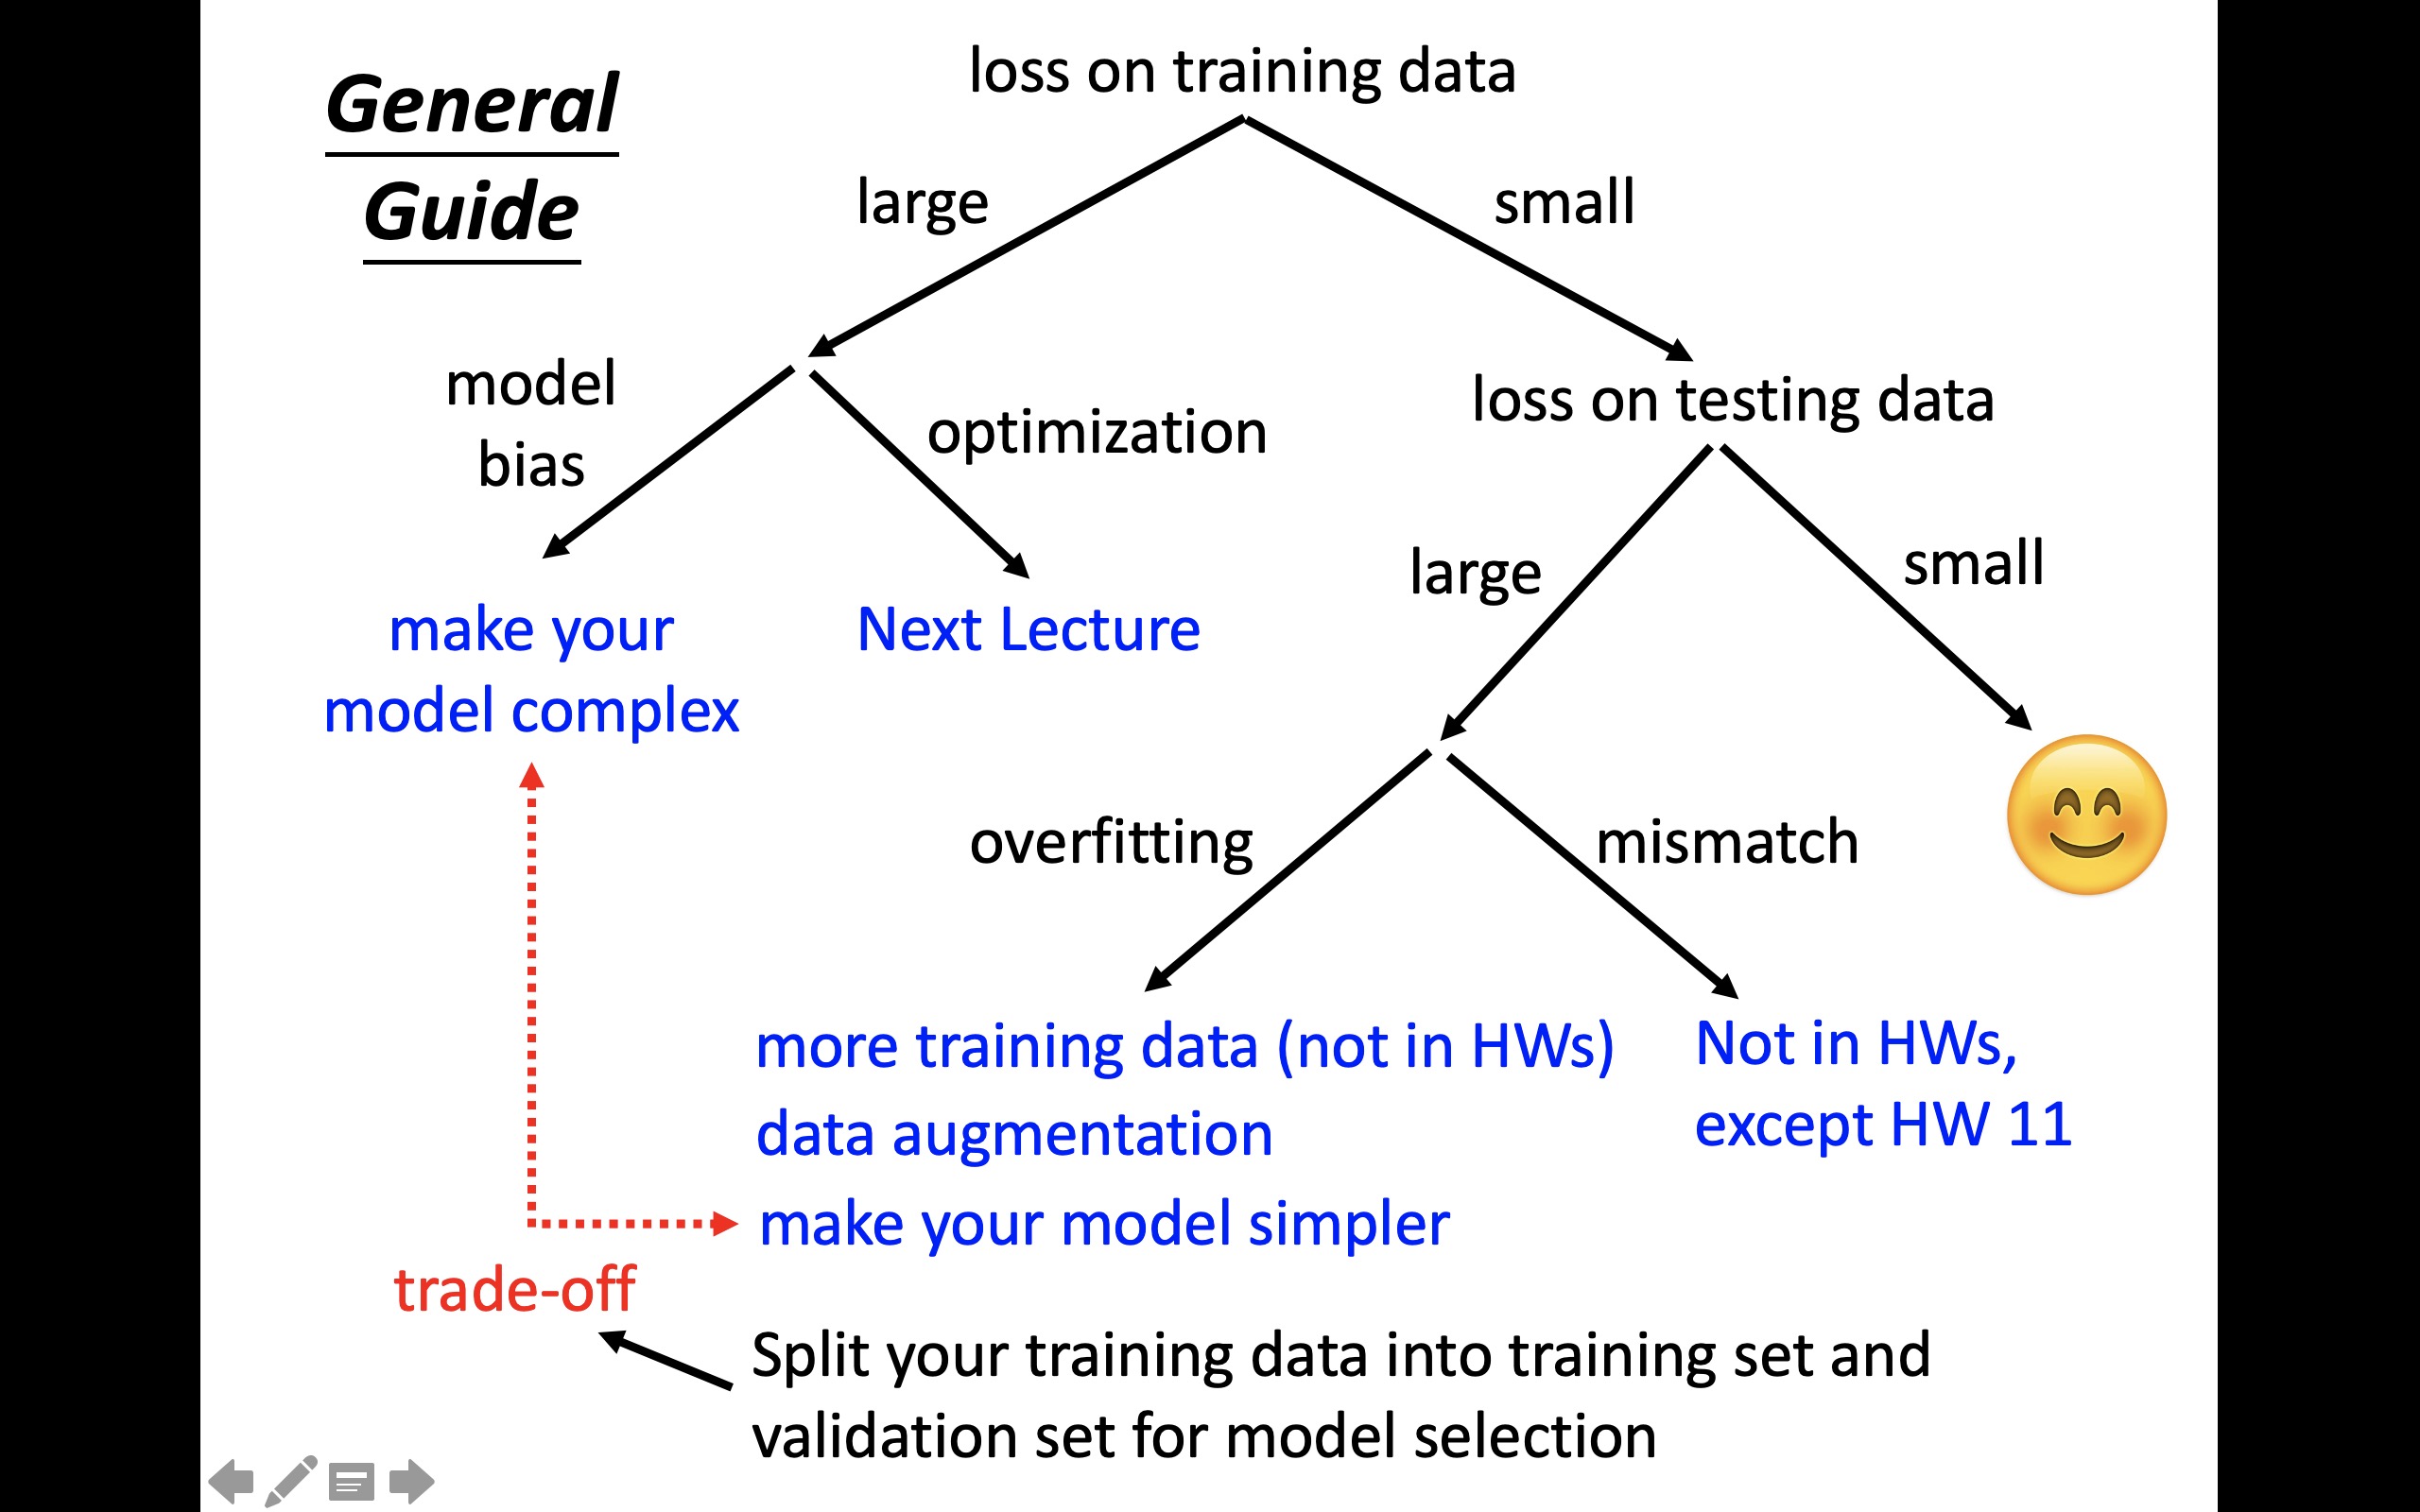 General
Guide
loss on training data
large
small
model
bias
optimization
loss on testing data
make your
model complex
Next Lecture
large
small
overfitting
mismatch
more training data (not in HWs)
data augmentation
make your model simpler
Not in HWs,
except HW 11
trade-off
Split your training data into training set and
validation set for model selection